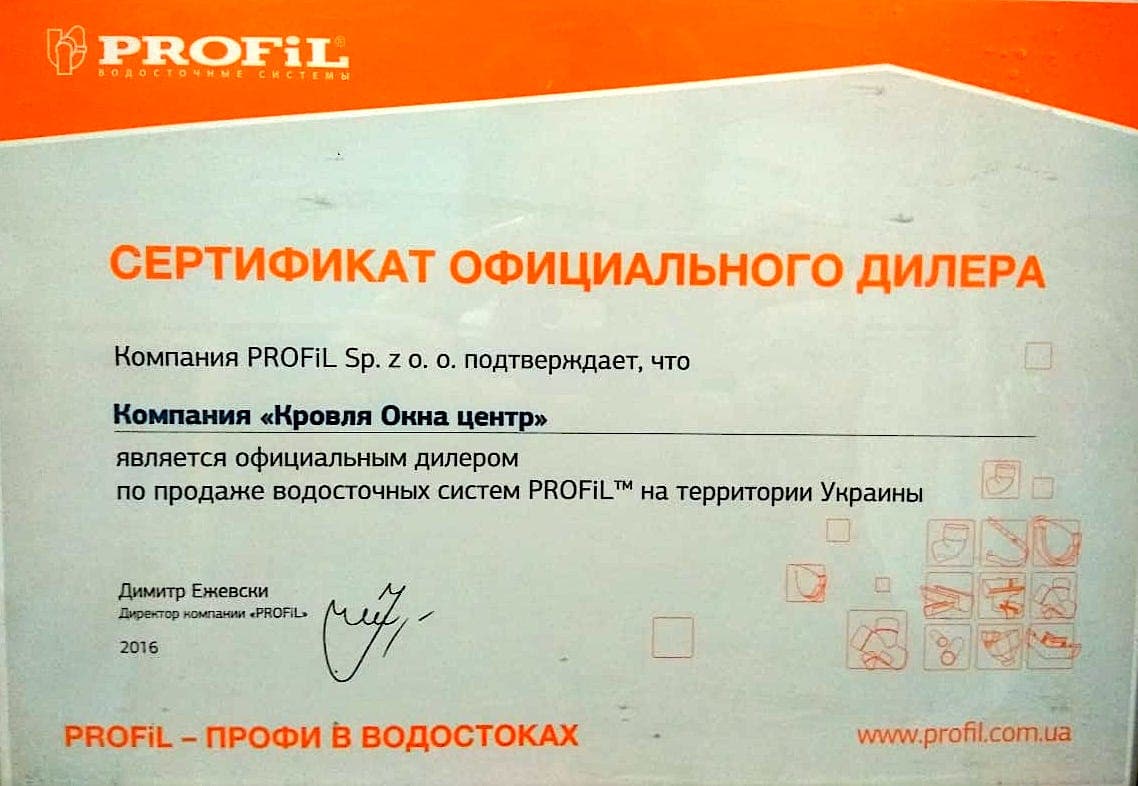 PROFiL®
ВОДОСТОЧНЫЕ СИСТЕМЫ
СЕРТИФИКАТ ОФИЦИАЛЬНОГО ДИЛЕРА
Компания PROFiL Sp. z o. o. подтверждает, что
Компания «Кровля Окна центр»
является официальным дилером
по продаже водосточных систем PROFiL™ на территории Украины
Димитр Ежевски
Директор компании «PROFiL»
2016
PROFiL – ПРОФИ В ВОДОСТОКАХ
www.profil.com.ua